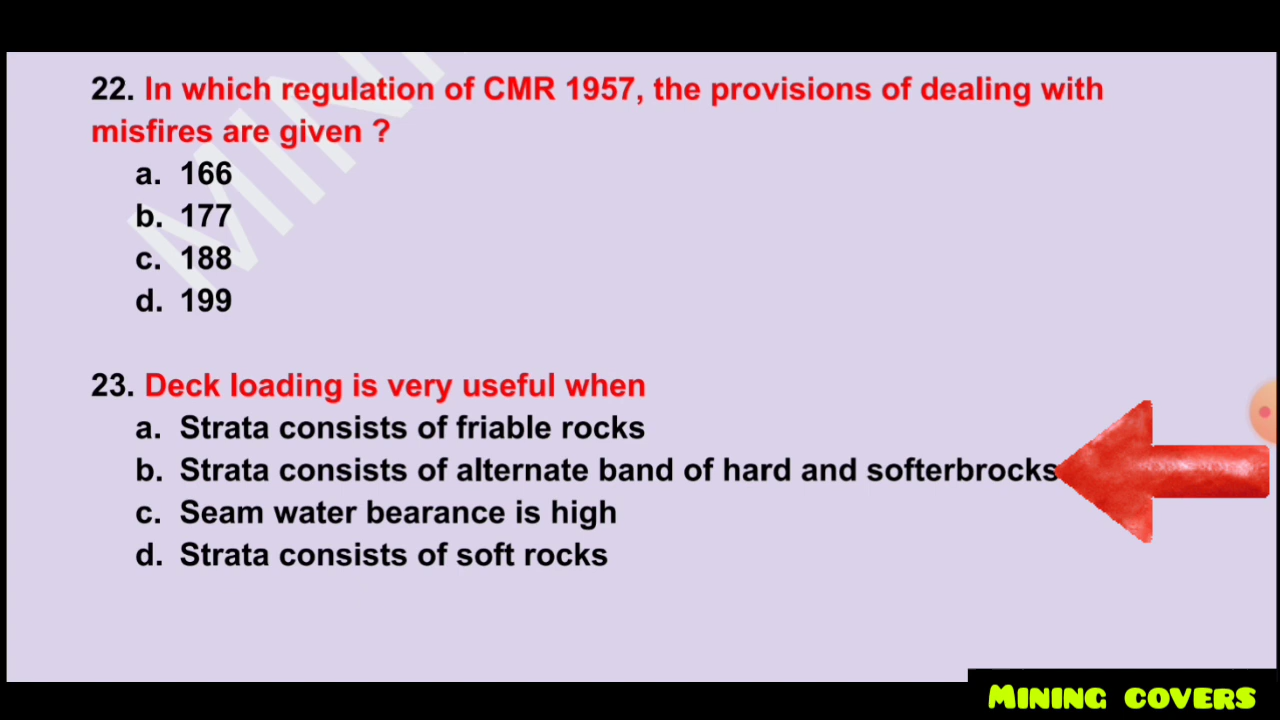 22. In which regulation of CMR 1957, the provisions of dealing with
misfires are given ?
a. 166
b. 177
c. 188
d. 199
23. Deck loading is very useful when
a. Strata consists of friable rocks
b. Strata consists of alternate band of hard and softerbrocks
c. Seam water bearance is high
d. Strata consists of soft rocks
MINING COVERS